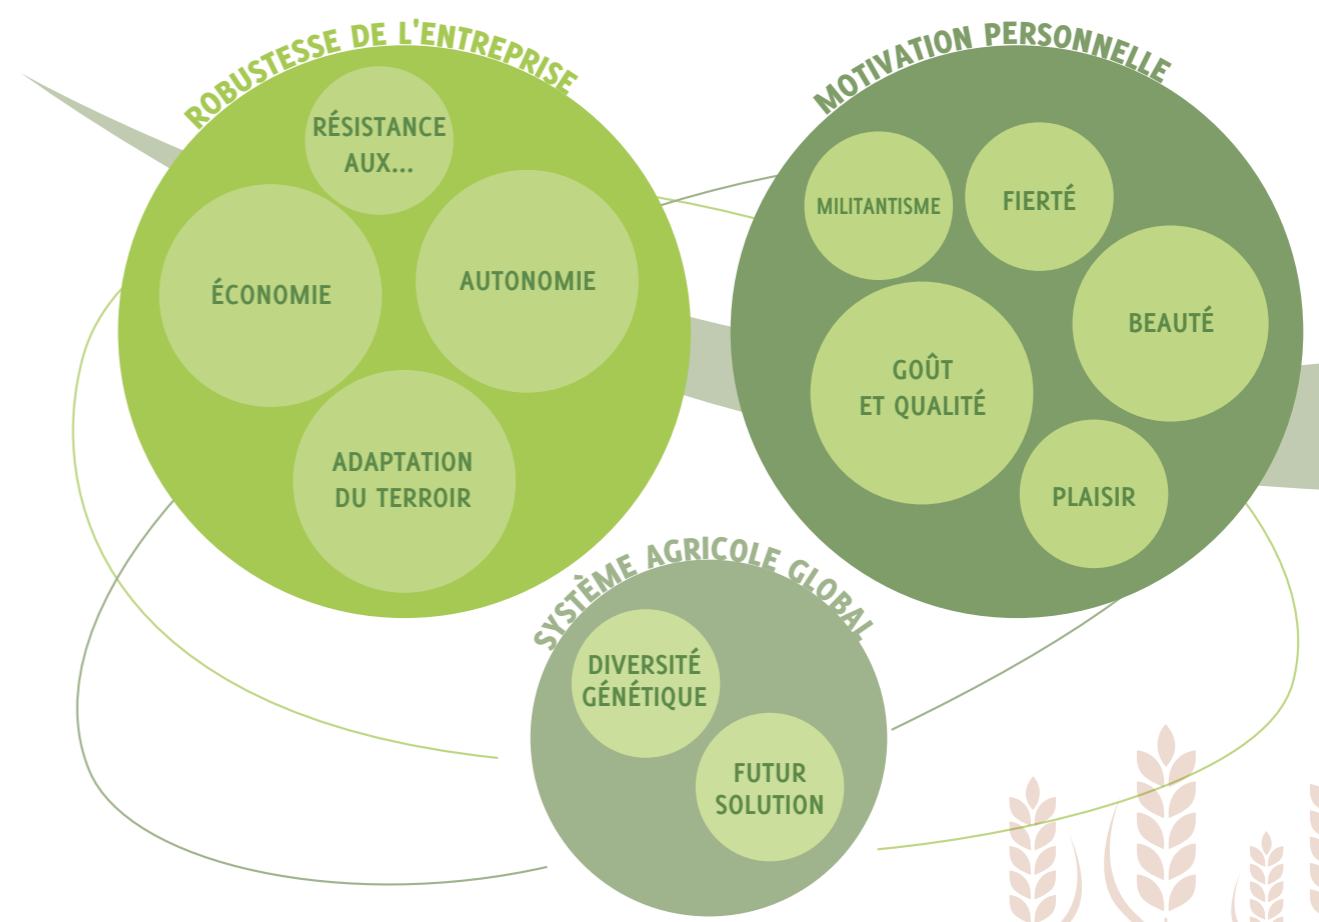 ROBUSTESSE DE L'ENTREPRISE
RÉSISTANCE
AUX...
ÉCONOMIE
AUTONOMIE
ADAPTATION
DU TERROIR
MOTIVATION PERSONNELLE
MILITANTISME
FIERTÉ
BEAUTÉ
GOÛT
ET QUALITÉ
PLAISIR
SYSTÈME AGRICOLE GLOBAL
DIVERSITÉ
GÉNÉTIQUE
FUTUR
SOLUTION